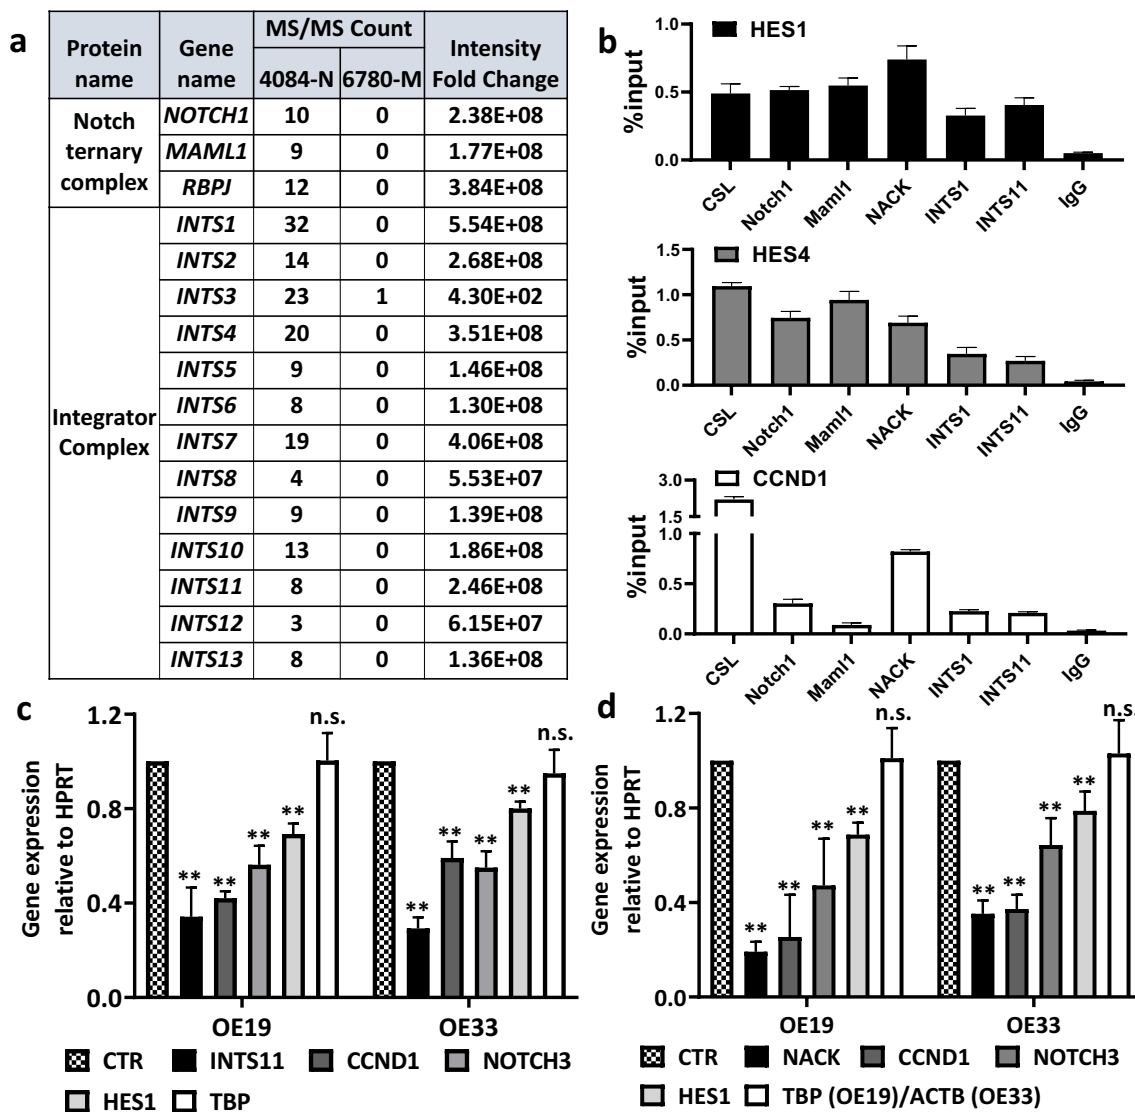 a
Protein name Gene name MS/MS Count Intensity Fold Change
4084-N 6780-M
Notch ternary complex
NOTCH1 10 0 2.38E+08
MAML1 9 0 1.77E+08
RBPJ 12 0 3.84E+08
Integrator Complex
INTS1 32 0 5.54E+08
INTS2 14 0 2.68E+08
INTS3 23 1 4.30E+02
INTS4 20 0 3.51E+08
INTS5 9 0 1.46E+08
INTS6 8 0 1.30E+08
INTS7 19 0 4.06E+08
INTS8 4 0 5.53E+07
INTS9 9 0 1.39E+08
INTS10 13 0 1.86E+08
INTS11 8 0 2.46E+08
INTS12 3 0 6.15E+07
INTS13 8 0 1.36E+08
b
HES1
%input
1.0
0.5
0.0
CSL Notch1 Maml1 NACK INTS1 INTS11 IgG
HES4
%input
1.5
1.0
0.5
0.0
CSL Notch1 Maml1 NACK INTS1 INTS11 IgG
CCND1
%input
3.0
1.5
1.0
0.5
0.0
CSL Notch1 Maml1 NACK INTS1 INTS11 IgG
c
Gene expression
relative to HPRT
1.2
0.8
0.4
0.0
** ** ** ** n.s. ** ** ** ** n.s.
OE19 OE33
CTR INTS11 CCND1 NOTCH3
HES1 TBP
d
Gene expression
relative to HPRT
1.2
0.8
0.4
0.0
** ** ** ** n.s. ** ** ** ** n.s.
OE19 OE33
CTR NACK CCND1 NOTCH3
HES1 TBP (OE19)/ACTB (OE33)